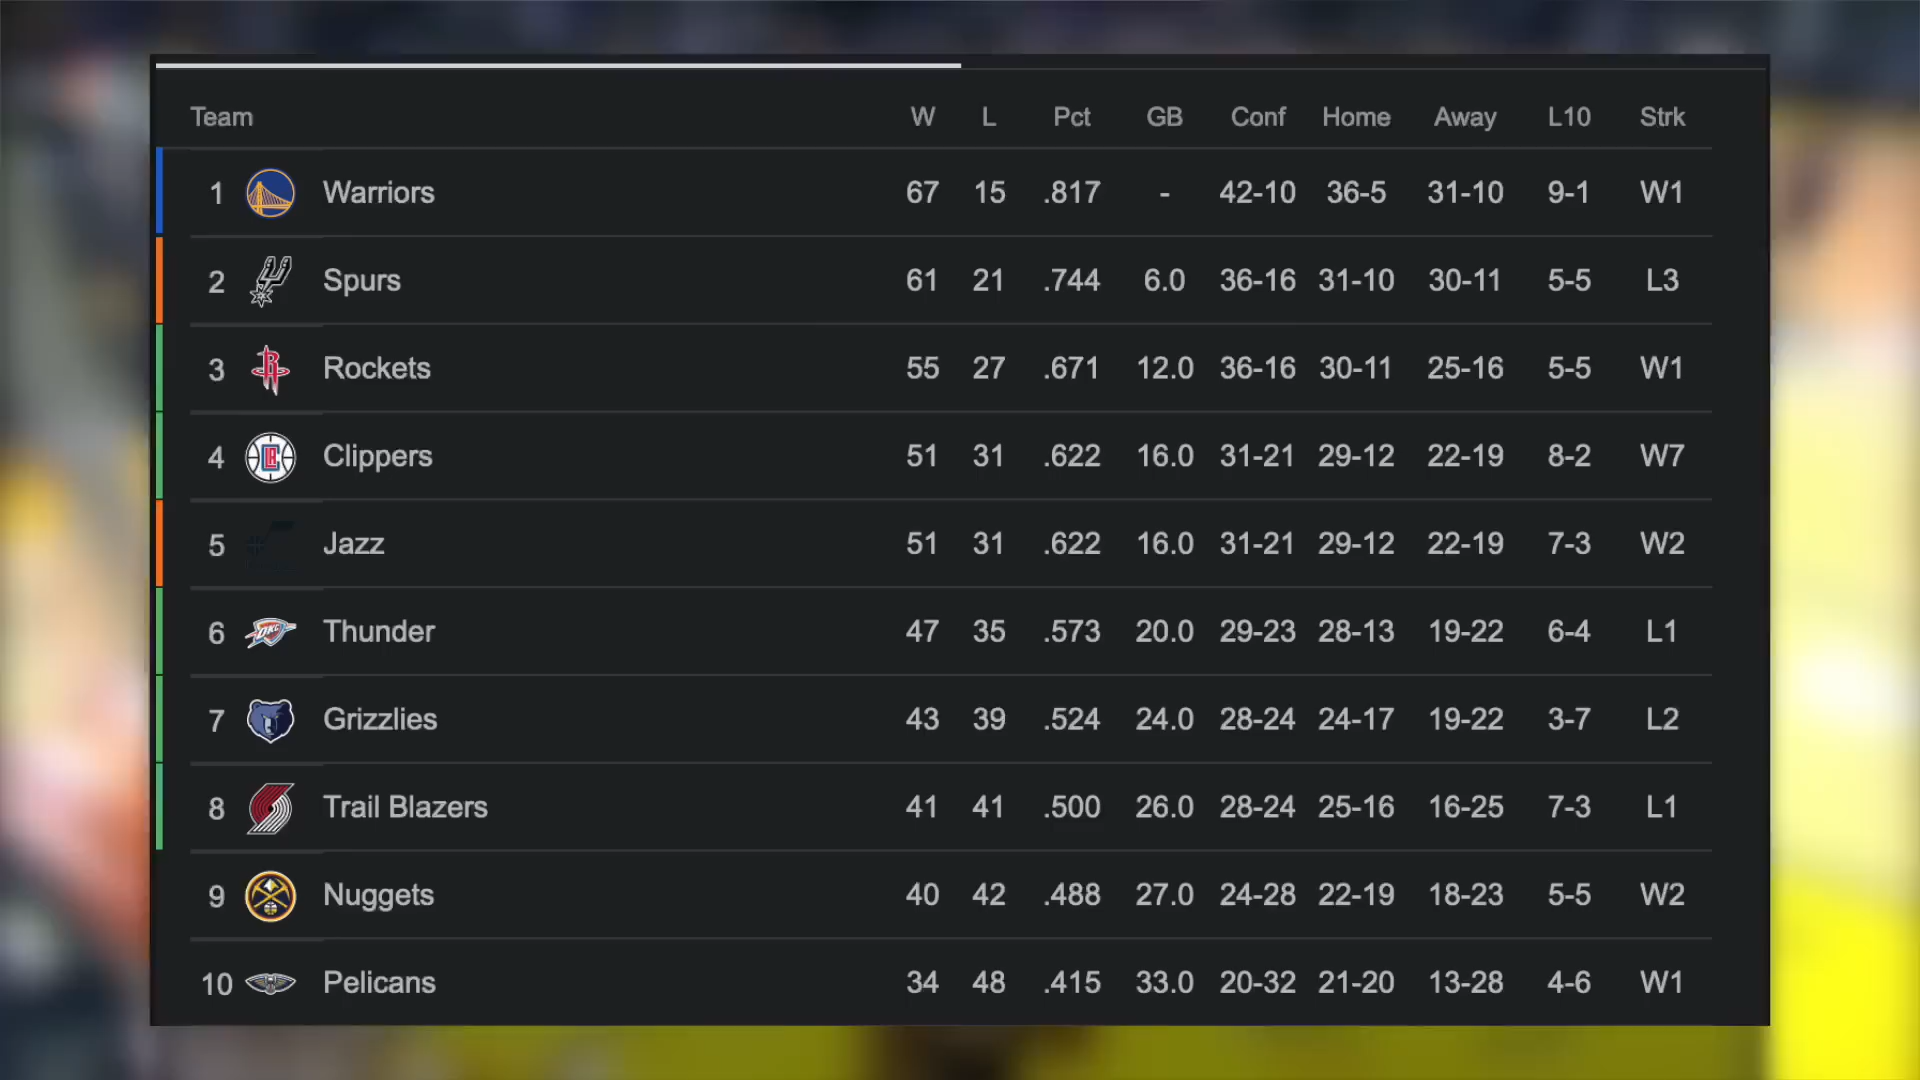 Team W L Pct GB Conf Home Away L10 Strk
1 Warriors 67 15 .817 - 42-10 36-5 31-10 9-1 W1
2 Spurs 61 21 .744 6.0 36-16 31-10 30-11 5-5 L3
3 Rockets 55 27 .671 12.0 36-16 30-11 25-16 5-5 W1
4 Clippers 51 31 .622 16.0 31-21 29-12 22-19 8-2 W7
5 Jazz 51 31 .622 16.0 31-21 29-12 22-19 7-3 W2
6 OKC Thunder 47 35 .573 20.0 29-23 28-13 19-22 6-4 L1
7 Grizzlies 43 39 .524 24.0 28-24 24-17 19-22 3-7 L2
8 Trail Blazers 41 41 .500 26.0 28-24 25-16 16-25 7-3 L1
9 Nuggets 40 42 .488 27.0 24-28 22-19 18-23 5-5 W2
10 Pelicans 34 48 .415 33.0 20-32 21-20 13-28 4-6 W1